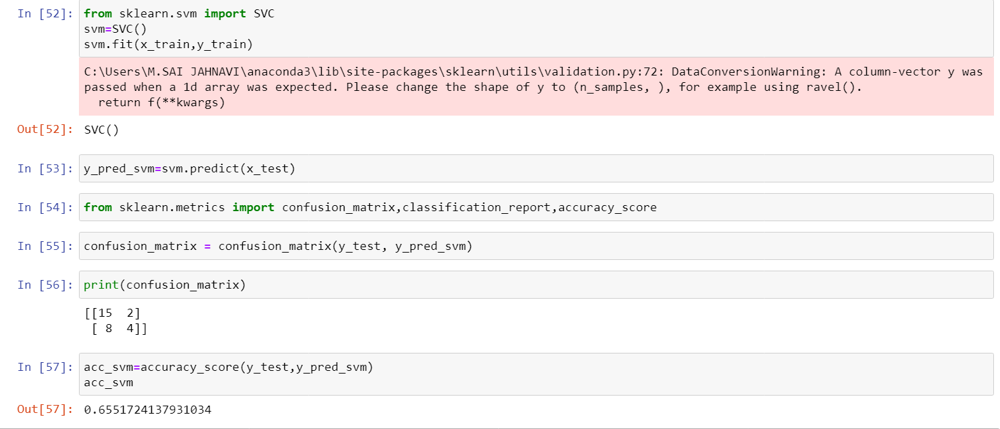 In [52]: from sklearn.svm import SVC
svm=SVC()
svm.fit(x_train,y_train)
C:\Users\M.SAI JAHNAVI\anaconda3\lib\site-packages\sklearn\utils\validation.py:72: DataConversionWarning: A column-vector y was
passed when a 1d array was expected. Please change the shape of y to (n_samples, ), for example using ravel().
  return f(**kwargs)
Out[52]: SVC()
In [53]: y_pred_svm=svm.predict(x_test)
In [54]: from sklearn.metrics import confusion_matrix,classification_report,accuracy_score
In [55]: confusion_matrix = confusion_matrix(y_test, y_pred_svm)
In [56]: print(confusion_matrix)
[[15  2]
 [ 8  4]]
In [57]: acc_svm=accuracy_score(y_test,y_pred_svm)
acc_svm
Out[57]: 0.6551724137931034